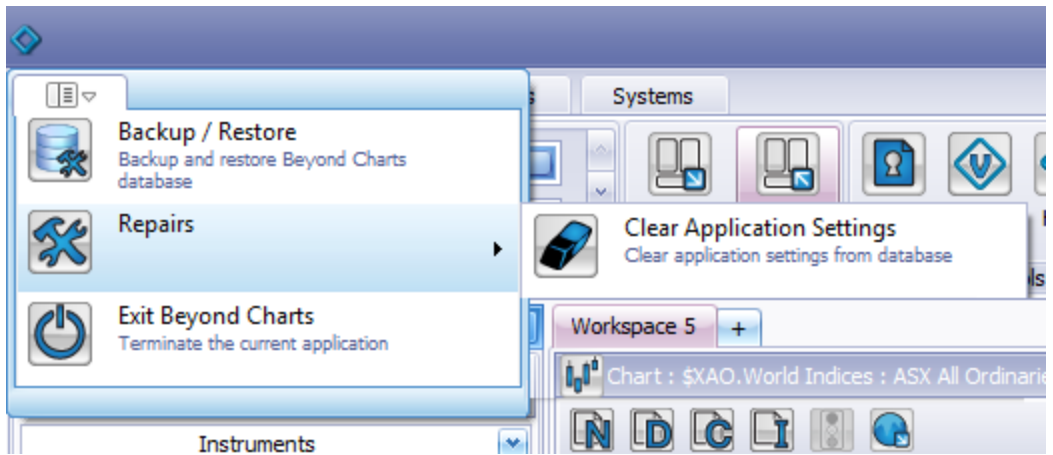 Systems
Backup / Restore
Backup and restore Beyond Charts
database
Repairs
Clear Application Settings
Clear application settings from database
Exit Beyond Charts
Terminate the current application
Workspace 5 +
Chart : $XAO.World Indices : ASX All Ordinarie
N D C I
Instruments